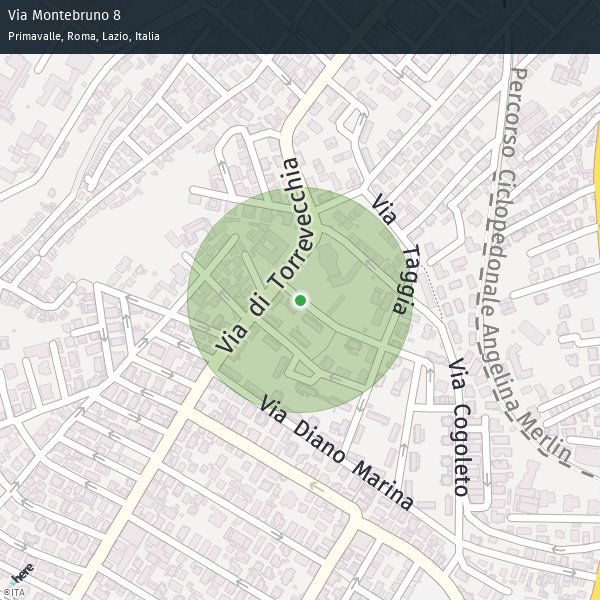 Via Montebruno 8
Primavalle, Roma, Lazio, Italia
Percorso Ciclopedonale Angelina Merlin
Via di Torrevecchia
Via Taggia
Via Cogoleto
Via Diano Marina
here
©ITA